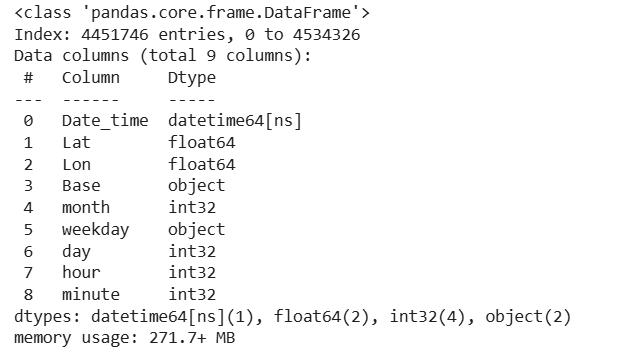 <class 'pandas.core.frame.DataFrame'>
Index: 4451746 entries, 0 to 4534326
Data columns (total 9 columns):
 #   Column     Dtype
---  ------     -----
 0   Date_time  datetime64[ns]
 1   Lat        float64
 2   Lon        float64
 3   Base       object
 4   month      int32
 5   weekday    object
 6   day        int32
 7   hour       int32
 8   minute     int32
dtypes: datetime64[ns](1), float64(2), int32(4), object(2)
memory usage: 271.7+ MB